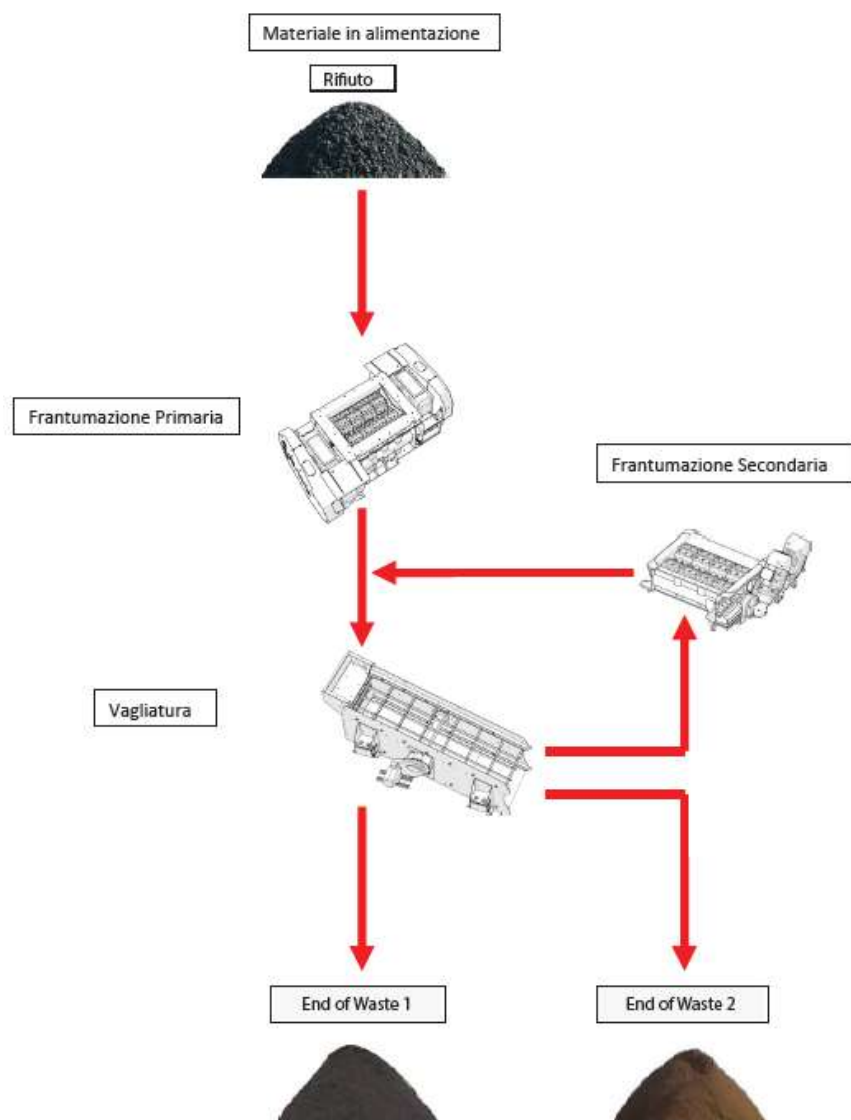 Materiale in alimentazione
Rifiuto
Frantumazione Primaria
Frantumazione Secondaria
Vagliatura
End of Waste 1
End of Waste 2